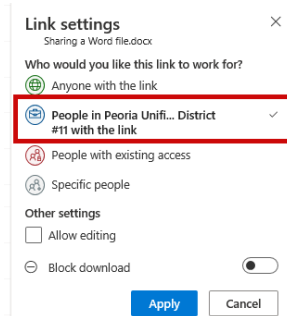 Link settings
Sharing a Word file.docx
Who would you like this link to work for?
Anyone with the link
People in Peoria Unifi... District
#11 with the link
People with existing access
Specific people
Other settings
Allow editing
Block download
Apply Cancel